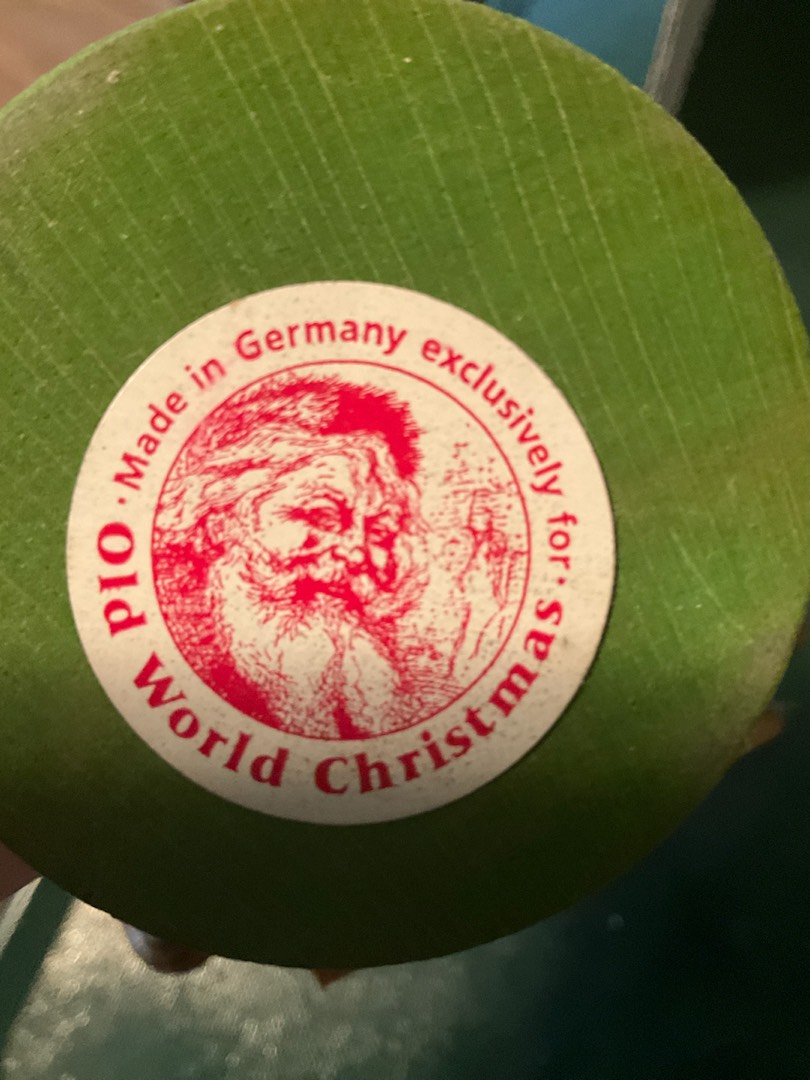 · Made in Germany exclusively for ·
Old World Christmas